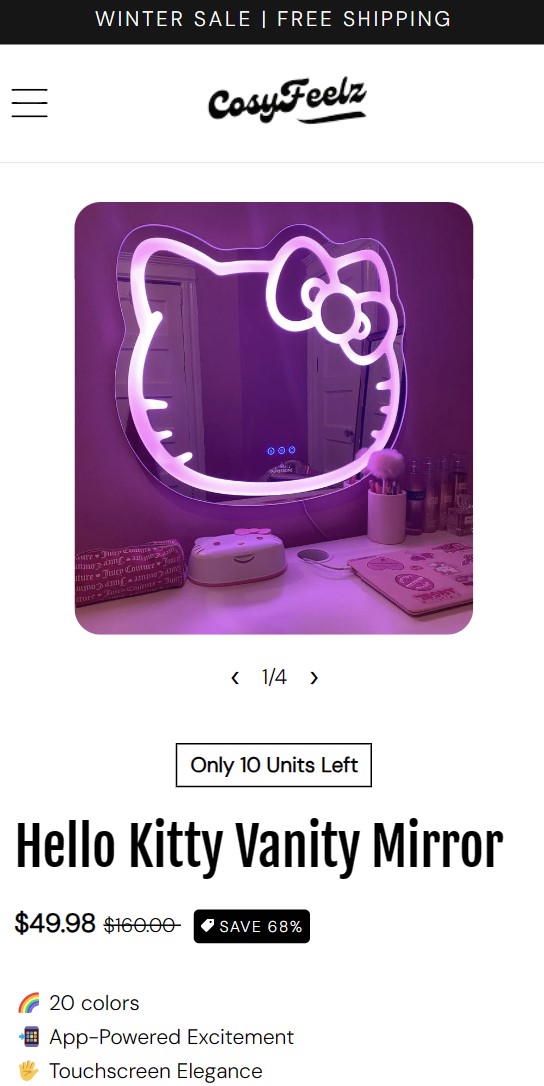 WINTER SALE | FREE SHIPPING
CosyFeelz
‹ 1/4 ›
Only 10 Units Left
Hello Kitty Vanity Mirror
$49.98 $160.00 SAVE 68%
20 colors
App-Powered Excitement
Touchscreen Elegance